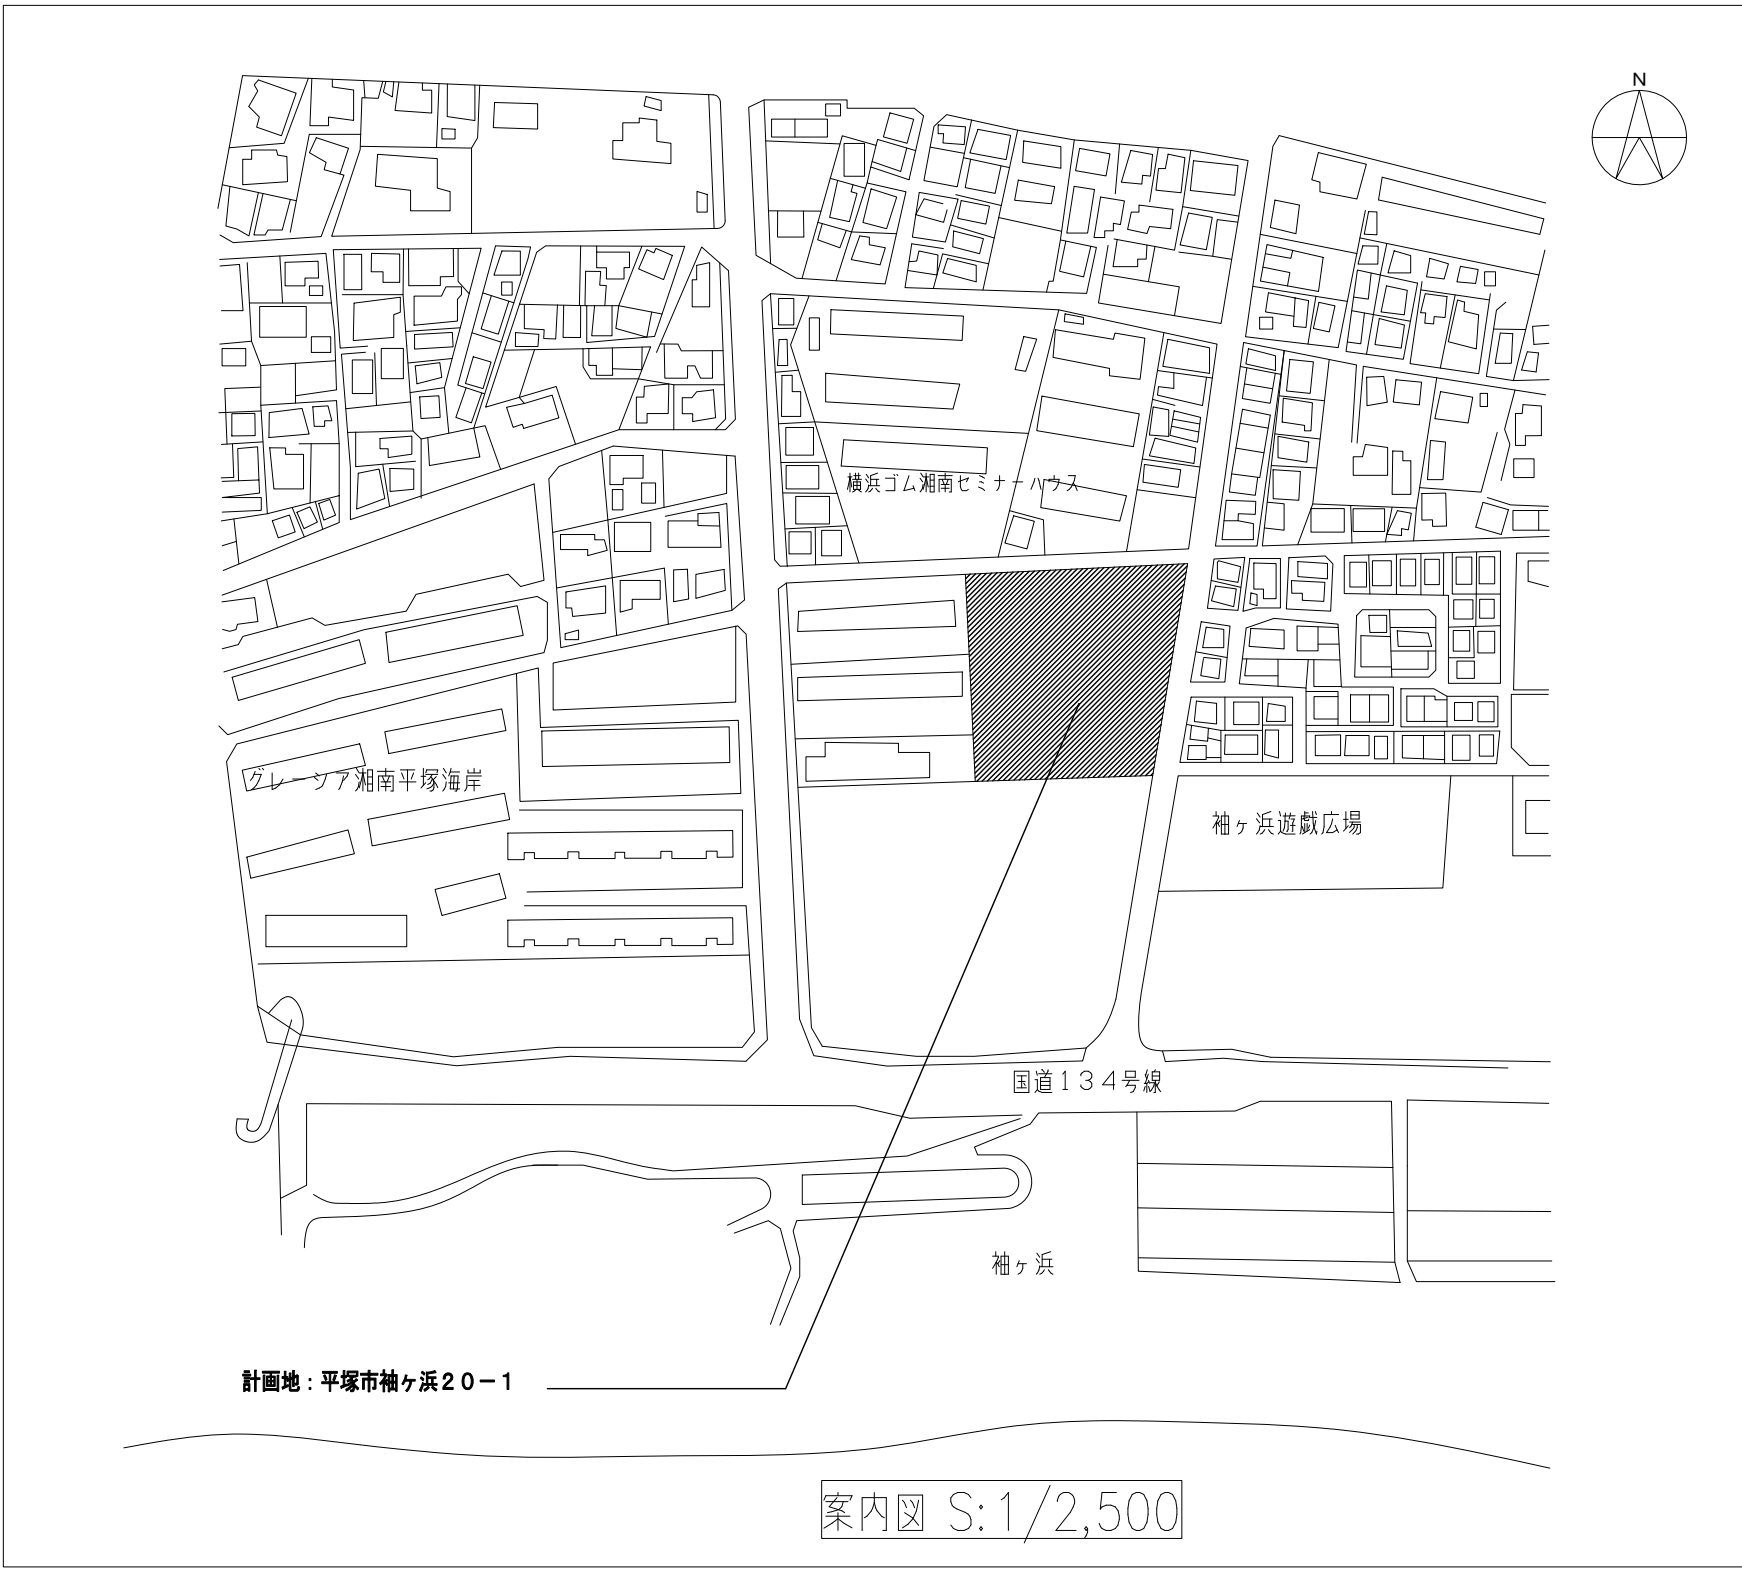 N
横浜ゴム湘南セミナーハウス
グレーシア湘南平塚海岸
袖ヶ浜遊戯広場
国道134号線
袖ヶ浜
計画地：平塚市袖ヶ浜20－1
案内図 S:1/2,500